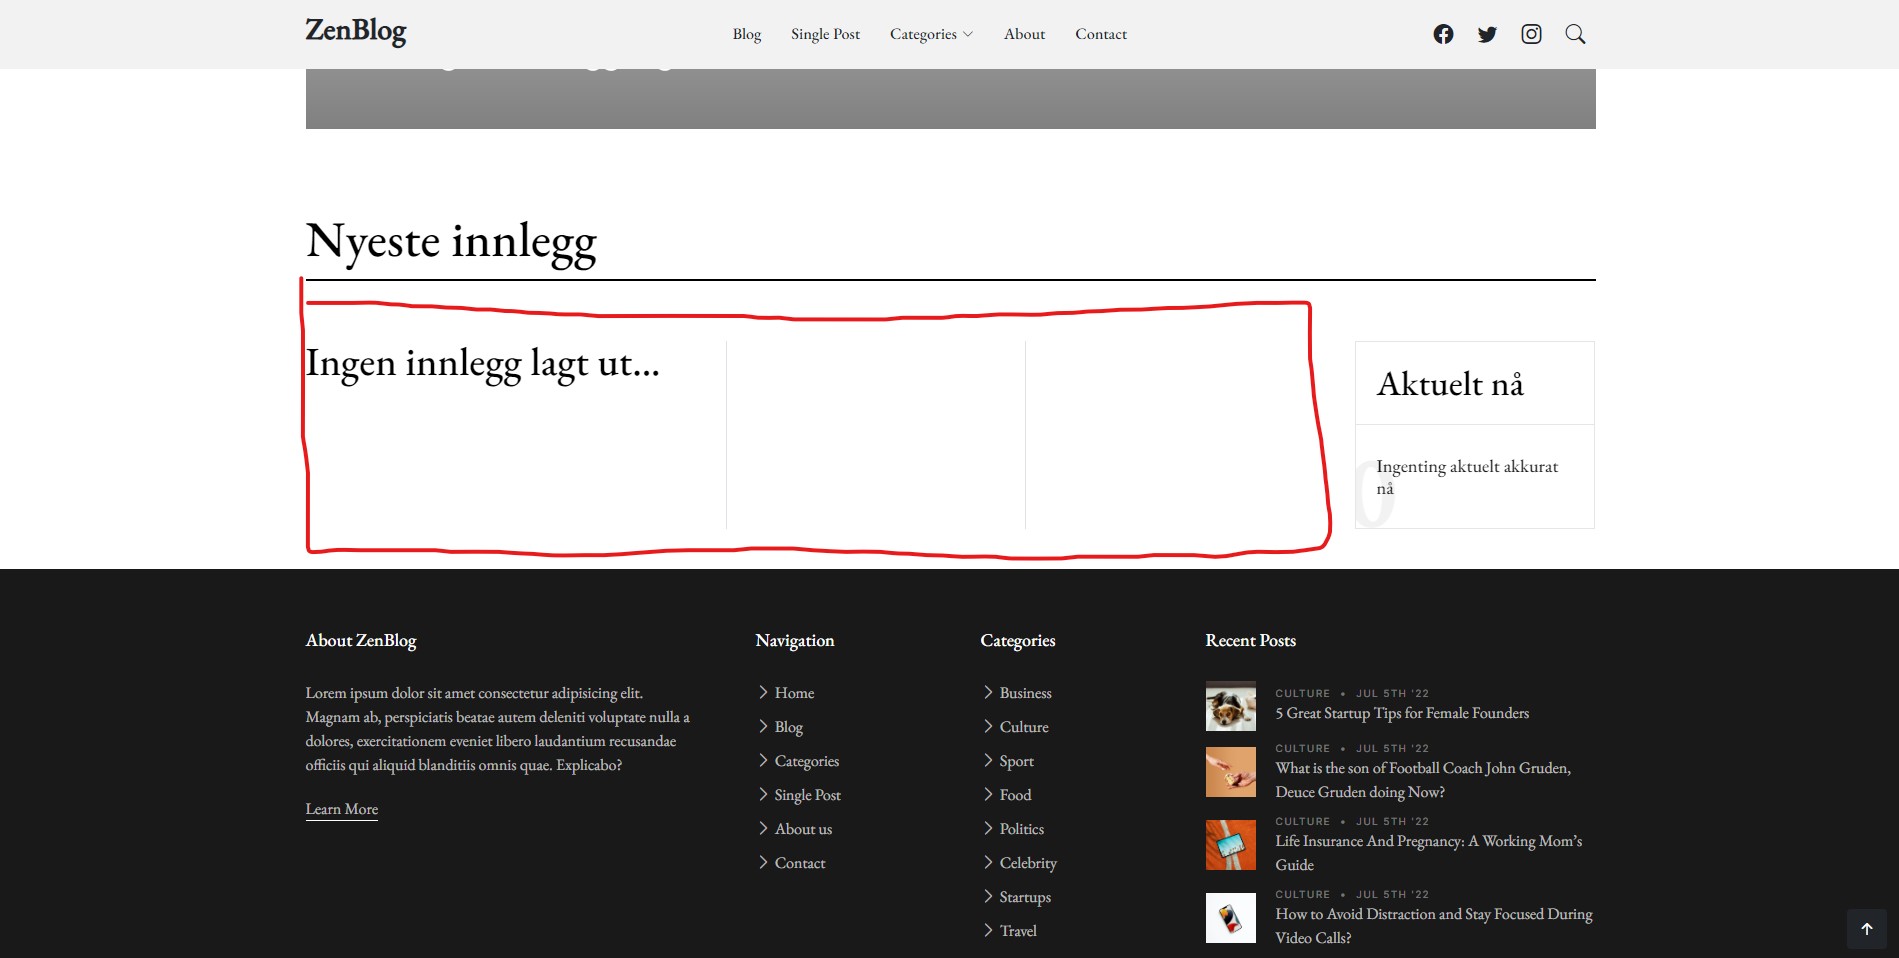 ZenBlog
Blog
Single Post
Categories
About
Contact
Nyeste innlegg
Ingen innlegg lagt ut...
Aktuelt nå
0
Ingenting aktuelt akkurat
nå
About ZenBlog
Lorem ipsum dolor sit amet consectetur adipisicing elit.
Magnam ab, perspiciatis beatae autem deleniti voluptate nulla a
dolores, exercitationem eveniet libero laudantium recusandae
officiis qui aliquid blanditiis omnis quae. Explicabo?
Learn More
Navigation
Home
Blog
Categories
Single Post
About us
Contact
Categories
Business
Culture
Sport
Food
Politics
Celebrity
Startups
Travel
Recent Posts
CULTURE • JUL 5TH '22
5 Great Startup Tips for Female Founders
CULTURE • JUL 5TH '22
What is the son of Football Coach John Gruden,
Deuce Gruden doing Now?
CULTURE • JUL 5TH '22
Life Insurance And Pregnancy: A Working Mom’s
Guide
CULTURE • JUL 5TH '22
How to Avoid Distraction and Stay Focused During
Video Calls?